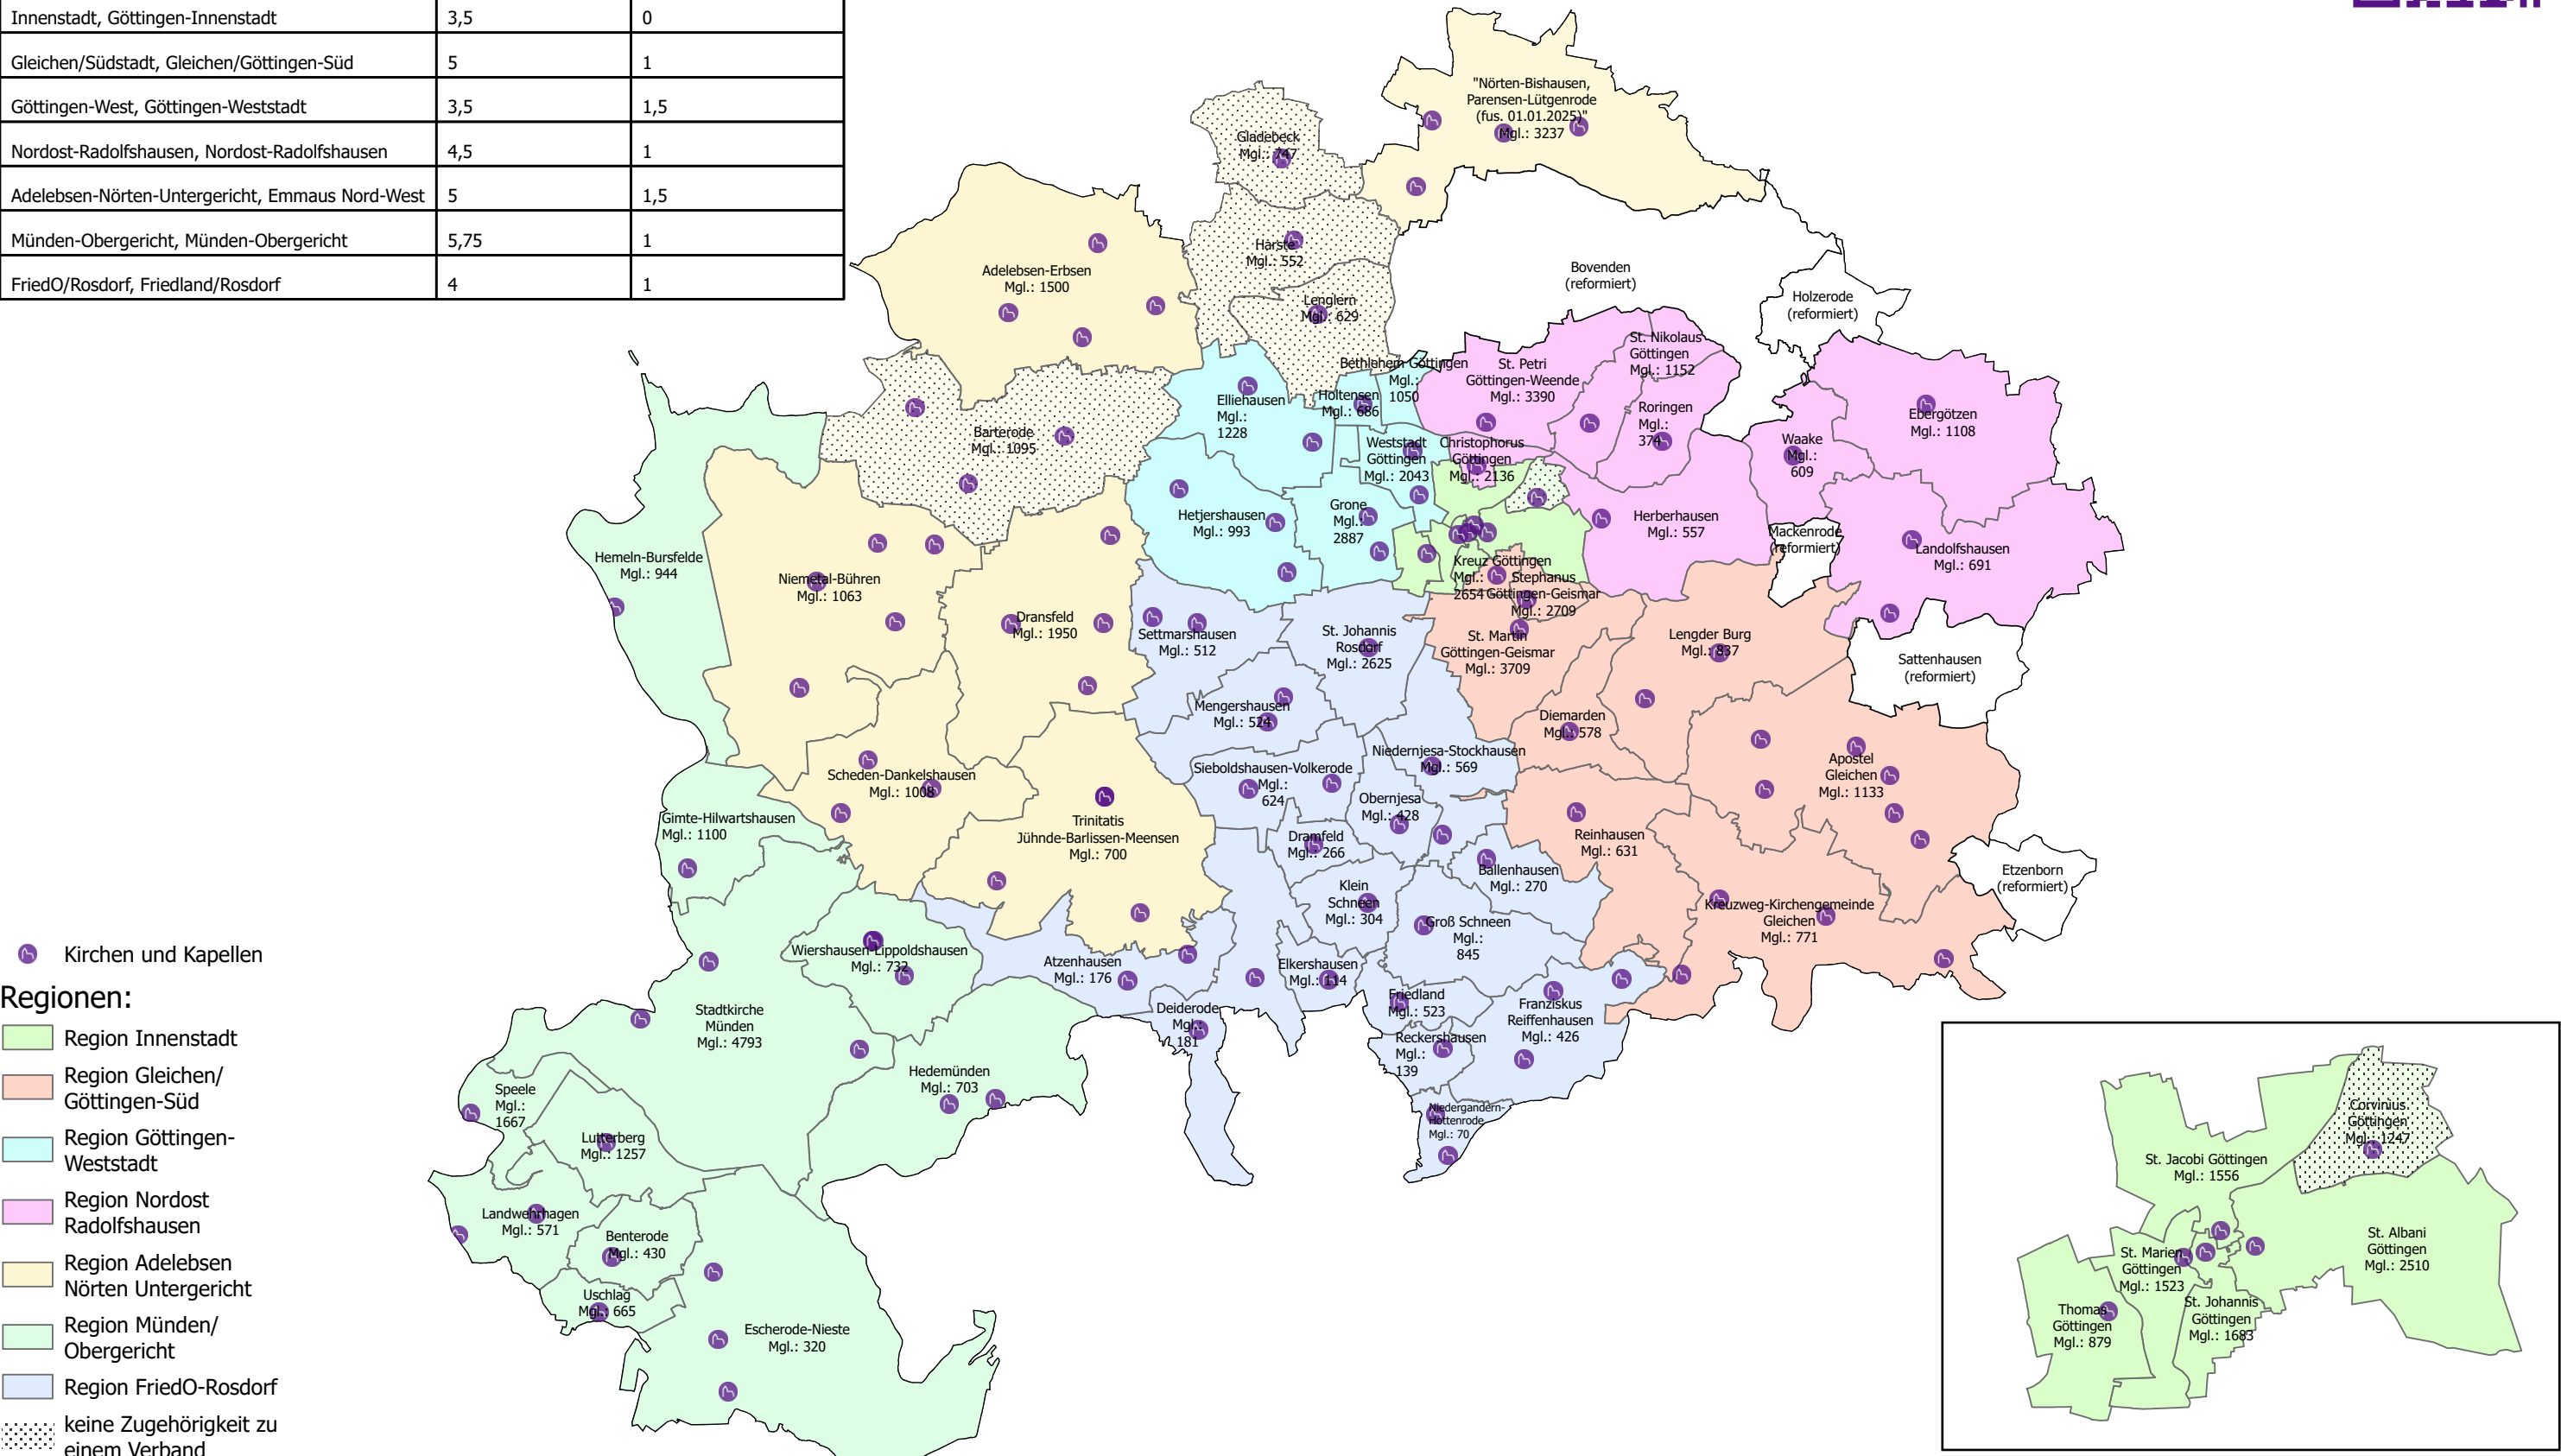 Innenstadt, Göttingen-Innenstadt 3,5 0
Gleichen/Südstadt, Gleichen/Göttingen-Süd 5 1
Göttingen-West, Göttingen-Weststadt 3,5 1,5
Nordost-Radolfshausen, Nordost-Radolfshausen 4,5 1
Adelebsen-Nörten-Untergericht, Emmaus Nord-West 5 1,5
Münden-Obergericht, Münden-Obergericht 5,75 1
FriedO/Rosdorf, Friedland/Rosdorf 4 1
"Nörten-Bishausen,
Parensen-Lütgenrode
(fus. 01.01.2025)"
Mgl.: 3237
Gladebeck
Mgl.: 747
Harste
Mgl.: 552
Adelebsen-Erbsen
Mgl.: 1500
Lenglern
Mgl.: 629
Bovenden
(reformiert)
Holzerode
(reformiert)
Bethlehem Göttingen
Mgl.:
1050
St. Petri
Göttingen-Weende
Mgl.: 3390
St. Nikolaus
Göttingen
Mgl.: 1152
Elliehausen
Mgl.:
1228
Holtensen
Mgl.: 686
Roringen
Mgl.:
374
Ebergötzen
Mgl.: 1108
Barterode
Mgl.: 1095
Weststadt
Göttingen
Mgl.: 2043
Christophorus
Göttingen
Mgl.: 2136
Waake
Mgl.:
609
Hetjershausen
Mgl.: 993
Grone
Mgl.:
2887
Herberhausen
Mgl.: 557
Mackenrode
(reformiert)
Landolfshausen
Mgl.: 691
Hemeln-Bursfelde
Mgl.: 944
Niemetal-Bühren
Mgl.: 1063
Kreuz Göttingen
Mgl.:
2654
Stephanus
Göttingen-Geismar
Mgl.: 2709
Dransfeld
Mgl.: 1950
Settmarshausen
Mgl.: 512
St. Johannis
Rosdorf
Mgl.: 2625
St. Martin
Göttingen-Geismar
Mgl.: 3709
Lengder Burg
Mgl.: 837
Sattenhausen
(reformiert)
Mengershausen
Mgl.: 524
Diemarden
Mgl.: 578
Scheden-Dankelshausen
Mgl.: 1008
Sieboldshausen-Volkerode
Mgl.:
624
Niedernjesa-Stockhausen
Mgl.: 569
Apostel
Gleichen
Mgl.: 1133
Gimte-Hilwartshausen
Mgl.: 1100
Trinitatis
Jühnde-Barlissen-Meensen
Mgl.: 700
Obernjesa
Mgl.: 428
Dramfeld
Mgl.: 266
Reinhausen
Mgl.: 631
Ballenhausen
Mgl.: 270
Etzenborn
(reformiert)
Klein
Schneen
Mgl.: 304
Groß Schneen
Mgl.:
845
Kreuzweg-Kirchengemeinde
Gleichen
Mgl.: 771
Wiershausen-Lippoldshausen
Mgl.: 732
Atzenhausen
Mgl.: 176
Elkershausen
Mgl.: 114
Stadtkirche
Münden
Mgl.: 4793
Deiderode
Mgl.:
181
Friedland
Mgl.: 523
Franziskus
Reiffenhausen
Mgl.: 426
Reckershausen
Mgl.:
139
Hedemünden
Mgl.: 703
Speele
Mgl.:
1667
Niedergandern-
Hottenrode
Mgl.: 70
Lutterberg
Mgl.: 1257
Landwehrhagen
Mgl.: 571
Benterode
Mgl.: 430
Uschlag
Mgl.: 665
Escherode-Nieste
Mgl.: 320
Kirchen und Kapellen
Regionen:
Region Innenstadt
Region Gleichen/
Göttingen-Süd
Region Göttingen-
Weststadt
Region Nordost
Radolfshausen
Region Adelebsen
Nörten Untergericht
Region Münden/
Obergericht
Region FriedO-Rosdorf
keine Zugehörigkeit zu
einem Verband
Corvinius
Göttingen
Mgl.: 1247
St. Jacobi Göttingen
Mgl.: 1556
St. Albani
Göttingen
Mgl.: 2510
St. Marien
Göttingen
Mgl.: 1523
St. Johannis
Göttingen
Mgl.: 1683
Thomas
Göttingen
Mgl.: 879